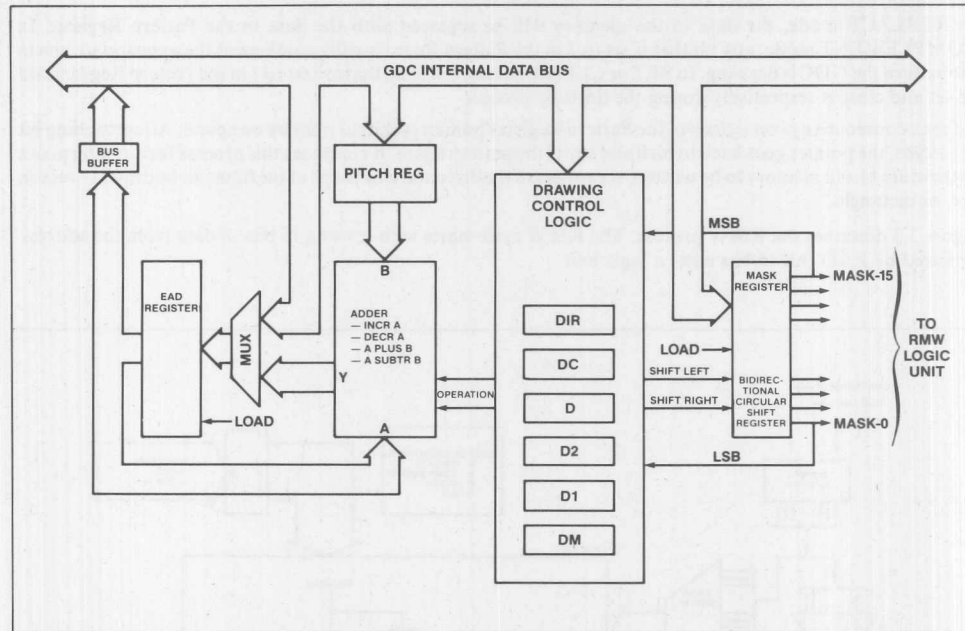 GDC INTERNAL DATA BUS
BUS
BUFFER
PITCH REG
DRAWING
CONTROL
LOGIC
MSB
B
MASK
REGISTER
MASK-15
EAD
REGISTER
MUX
ADDER
— INCR A
— DECR A
— A PLUS B
— A SUBTR B
Y
A
LOAD
OPERATION
DIR
DC
D
D2
D1
DM
LOAD
SHIFT LEFT
SHIFT RIGHT
BIDIREC-
TIONAL
CIRCULAR
SHIFT
REGISTER
MASK-0
LSB
TO
RMW
LOGIC
UNIT